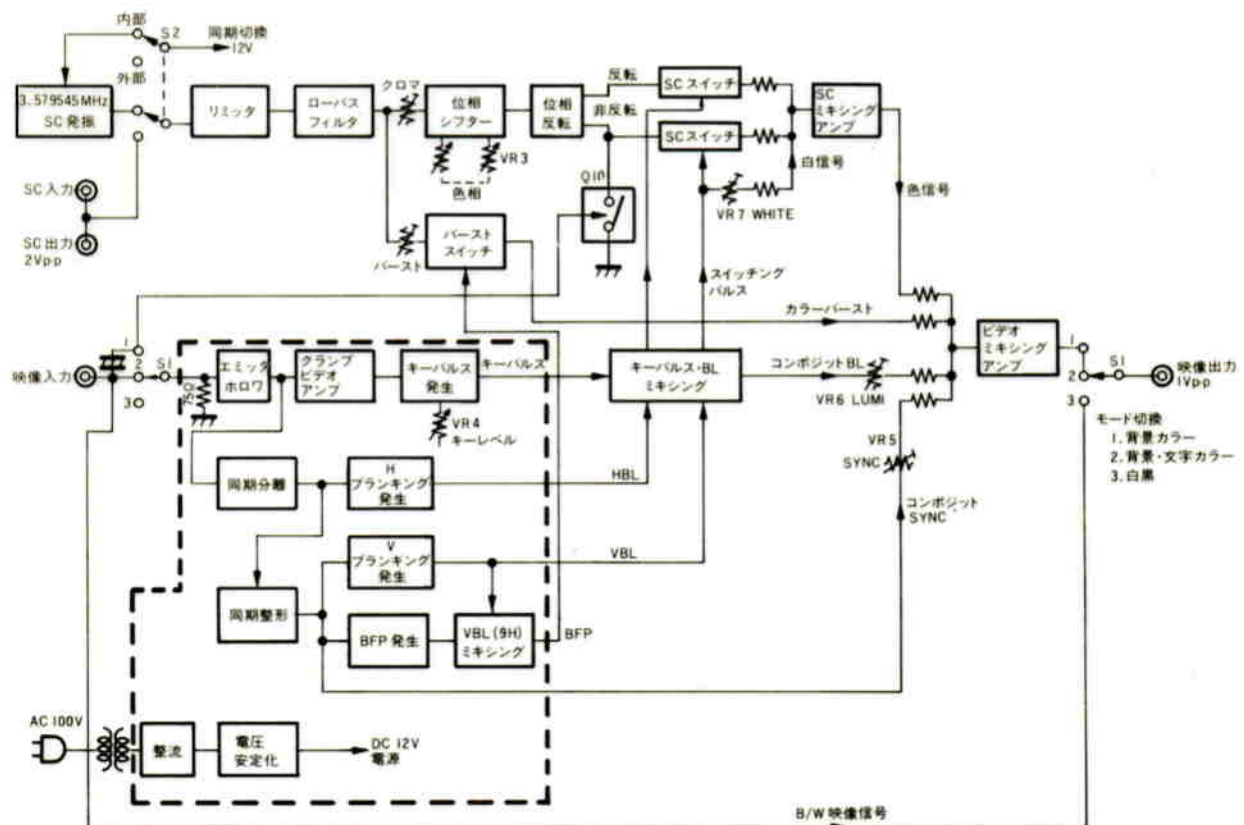 内部
S2
同期切換
12V
外部
3.579545MHz
SC発振
リミッタ
ローパス
フィルタ
クロマ
位相
シフター
VR3
色相
位相
反転
反転
非反転
SCスイッチ
SCスイッチ
SC
ミキシング
アンプ
白信号
VR7 WHITE
色信号
Q10
SC入力
SC出力
2Vp-p
バースト
バースト
スイッチ
スイッチング
パルス
カラーバースト
映像入力
1
2
3
S1
75Ω
エミッタ
ホロワ
クランプ
ビデオ
アンプ
キーパルス
発生
キーパルス
VR4
キーレベル
キーパルス・BL
ミキシング
コンポジットBL
VR6 LUMI
ビデオ
ミキシング
アンプ
1
2
3
S1
映像出力
1Vp-p
モード切換
1.背景カラー
2.背景・文字カラー
3.白黒
VR5
SYNC
コンポジット
SYNC
同期分離
H
ブランキング
発生
HBL
V
ブランキング
発生
VBL
同期整形
BFP発生
VBL(9H)
ミキシング
BFP
AC 100V
整流
電圧
安定化
DC 12V
電源
B/W映像信号